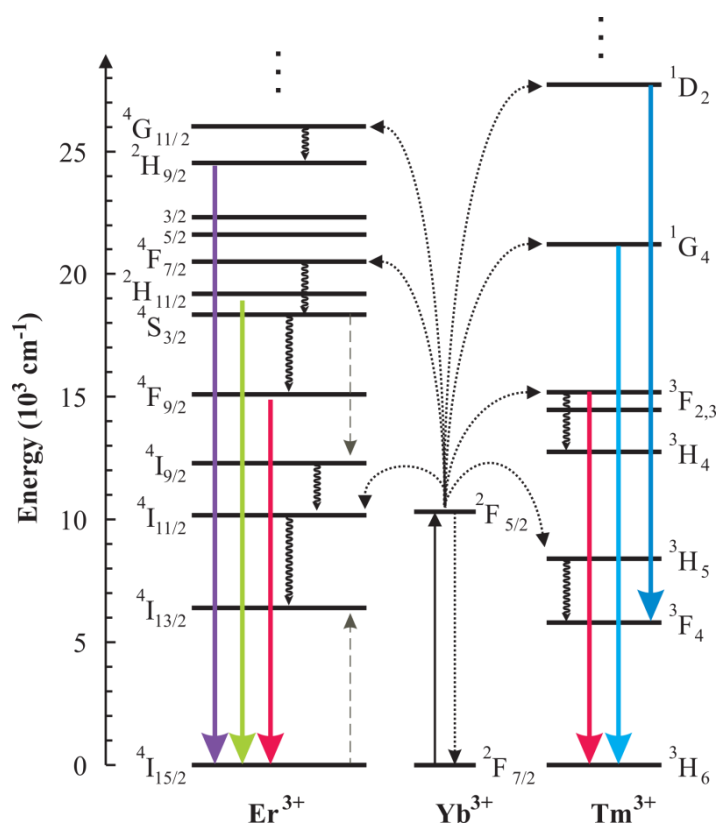 Energy (10³ cm⁻¹)
25
20
15
10
5
0
⁴G₁₁/₂
²H₉/₂
₃/₂
₅/₂
⁴F₇/₂
²H₁₁/₂
⁴S₃/₂
⁴F₉/₂
⁴I₉/₂
⁴I₁₁/₂
⁴I₁₃/₂
⁴I₁₅/₂
Er³⁺
²F₅/₂
²F₇/₂
Yb³⁺
¹D₂
¹G₄
³F₂,₃
³H₄
³H₅
³F₄
³H₆
Tm³⁺